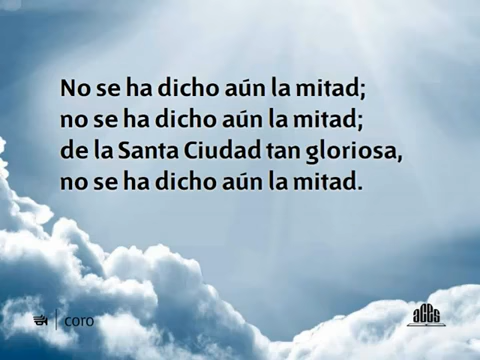 No se ha dicho aún la mitad;
no se ha dicho aún la mitad;
de la Santa Ciudad tan gloriosa,
no se ha dicho aún la mitad.
coro
aces